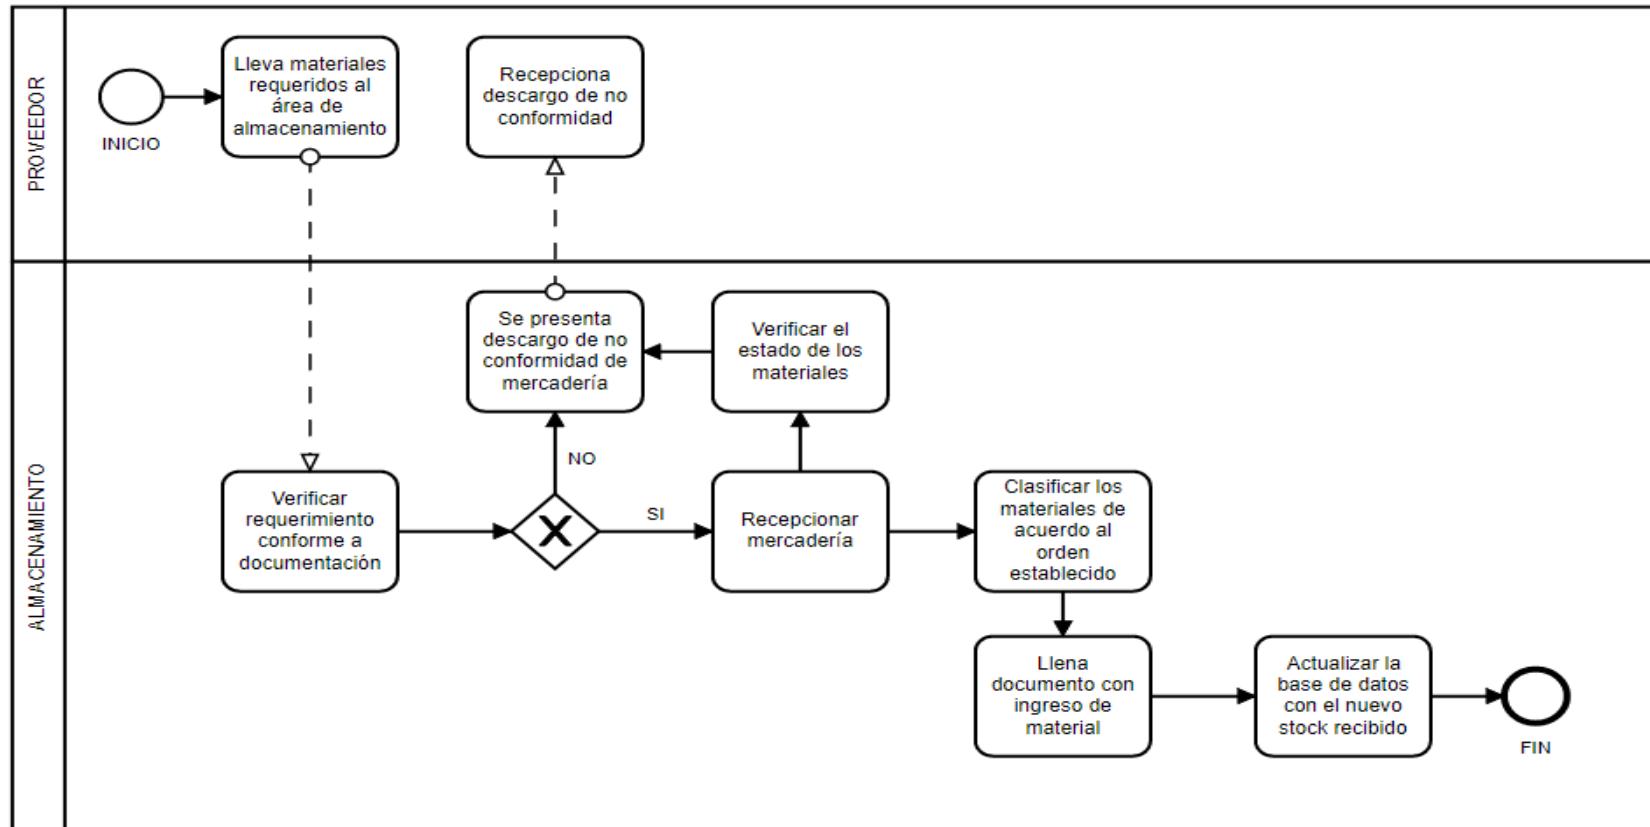 PROVEEDOR
INICIO
Lleva materiales
requeridos al
área de
almacenamiento
Recepciona
descargo de no
conformidad
ALMACENAMIENTO
Se presenta
descargo de no
conformidad de
mercadería
Verificar el
estado de los
materiales
NO
Verificar
requerimiento
conforme a
documentación
SI
Recepcionar
mercadería
Clasificar los
materiales de
acuerdo al
orden
establecido
Llena
documento con
ingreso de
material
Actualizar la
base de datos
con el nuevo
stock recibido
FIN